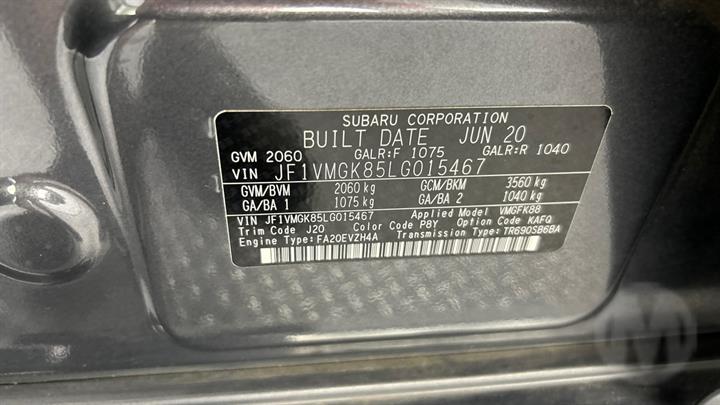 SUBARU CORPORATION
BUILT DATE JUN 20
GVM 2060 GALR:F 1075 GALR:R 1040
VIN JF1VMGK85LG015467
GVM/BVM 2060 kg GCM/BKM 3560 kg
GA/BA 1 1075 kg GA/BA 2 1040 kg
VIN JF1VMGK85LG015467 Applied Model VMGFK88
Trim Code J20 Color Code P8Y Option Code KAFQ
Engine Type:FA20EVZH4A Transmission Type:TR690SB6BA
M